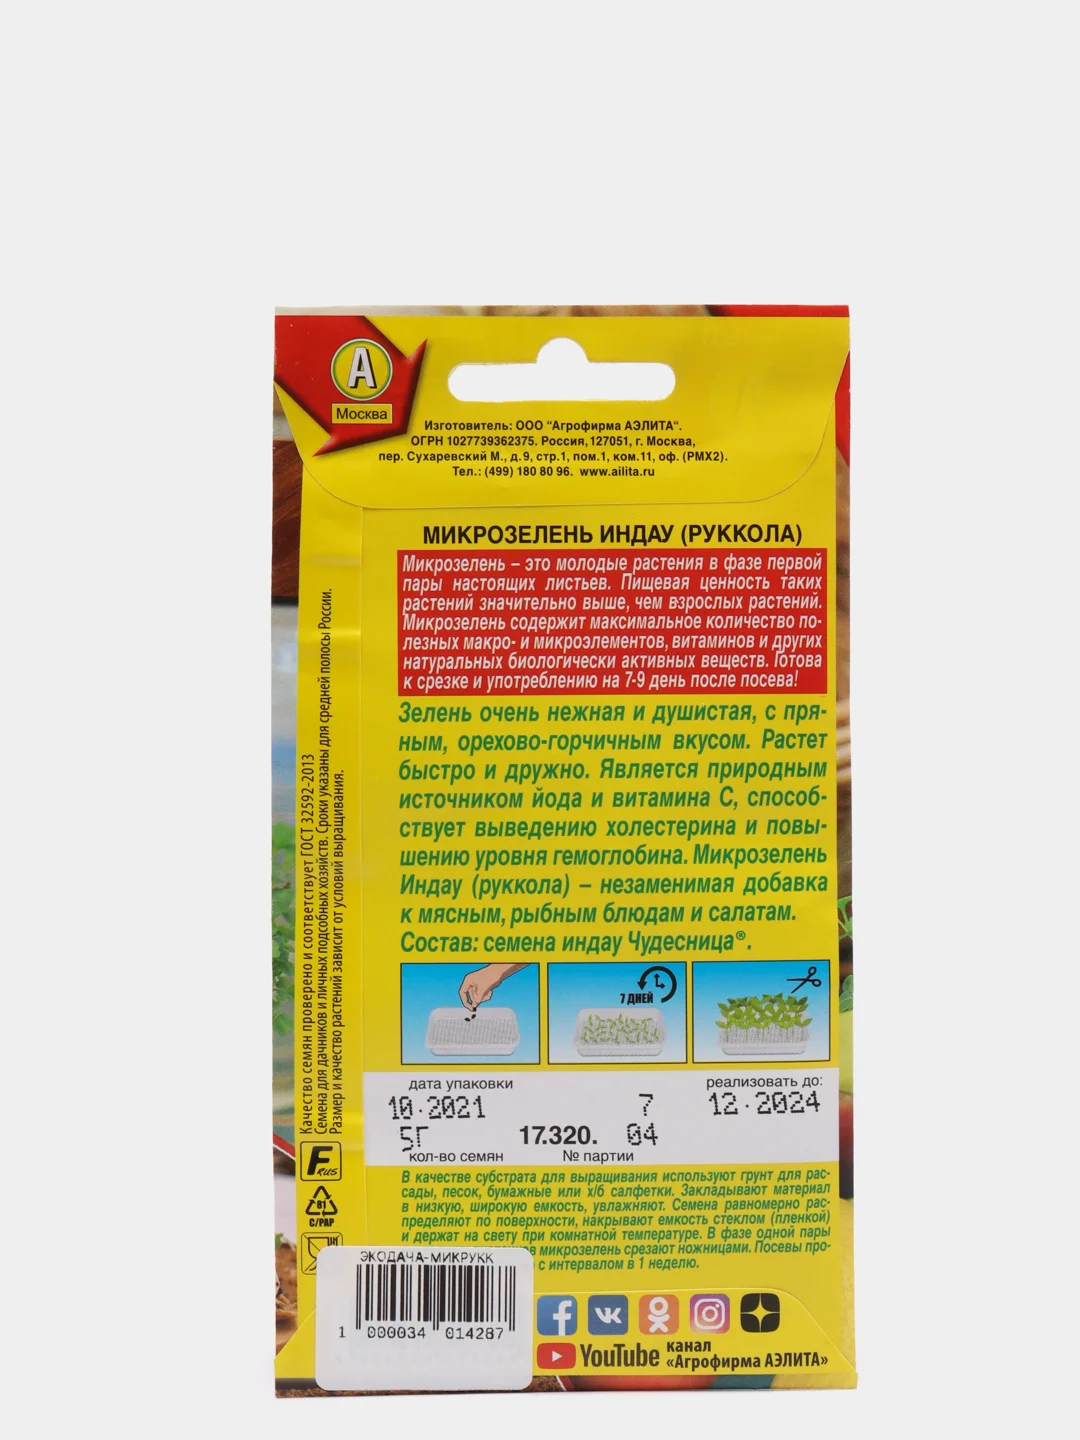 А
Москва
Изготовитель: ООО "Агрофирма АЭЛИТА".
ОГРН 1027739362375. Россия,127051, г. Москва,
пер. Сухаревский М., д.9, стр.1, пом.1, ком.11, оф. (РМХ2).
Тел.: (499) 180 80 96. www.ailita.ru
МИКРОЗЕЛЕНЬ ИНДАУ (РУККОЛА)
Микрозелень – это молодые растения в фазе первой
пары настоящих листьев. Пищевая ценность таких
растений значительно выше, чем взрослых растений.
Микрозелень содержит максимальное количество по-
лезных макро- и микроэлементов, витаминов и других
натуральных биологически активных веществ. Готова
к срезке и употреблению на 7-9 день после посева!
Зелень очень нежная и душистая, с пря-
ным, орехово-горчичным вкусом. Растет
быстро и дружно. Является природным
источником йода и витамина С, способ-
ствует выведению холестерина и повы-
шению уровня гемоглобина. Микрозелень
Индау (руккола) – незаменимая добавка
к мясным, рыбным блюдам и салатам.
Состав: семена индау Чудесница®.
7 ДНЕЙ
дата упаковки
10.2021
7
реализовать до:
12.2024
5Г
17.320.
04
кол-во семян
№ партии
В качестве субстрата для выращивания используют грунт для рас-
сады, песок, бумажные или х/б салфетки. Закладывают материал
в низкую, широкую емкость, увлажняют. Семена равномерно рас-
пределяют по поверхности, накрывают емкость стеклом (пленкой)
и держат на свету при комнатной температуре. В фазе одной пары
микрозелень срезают ножницами. Посевы про-
с интервалом в 1 неделю.
Качество семян проверено и соответствует ГОСТ 32592-2013
Семена для дачников и личных подсобных хозяйств. Сроки указаны для средней полосы России.
Размер и качество растений зависит от условий выращивания.
F RUS
81
C/PAP
ЭКОДАЧА-МИКРУКК
1 000034 014287
YouTube канал
«Агрофирма АЭЛИТА»